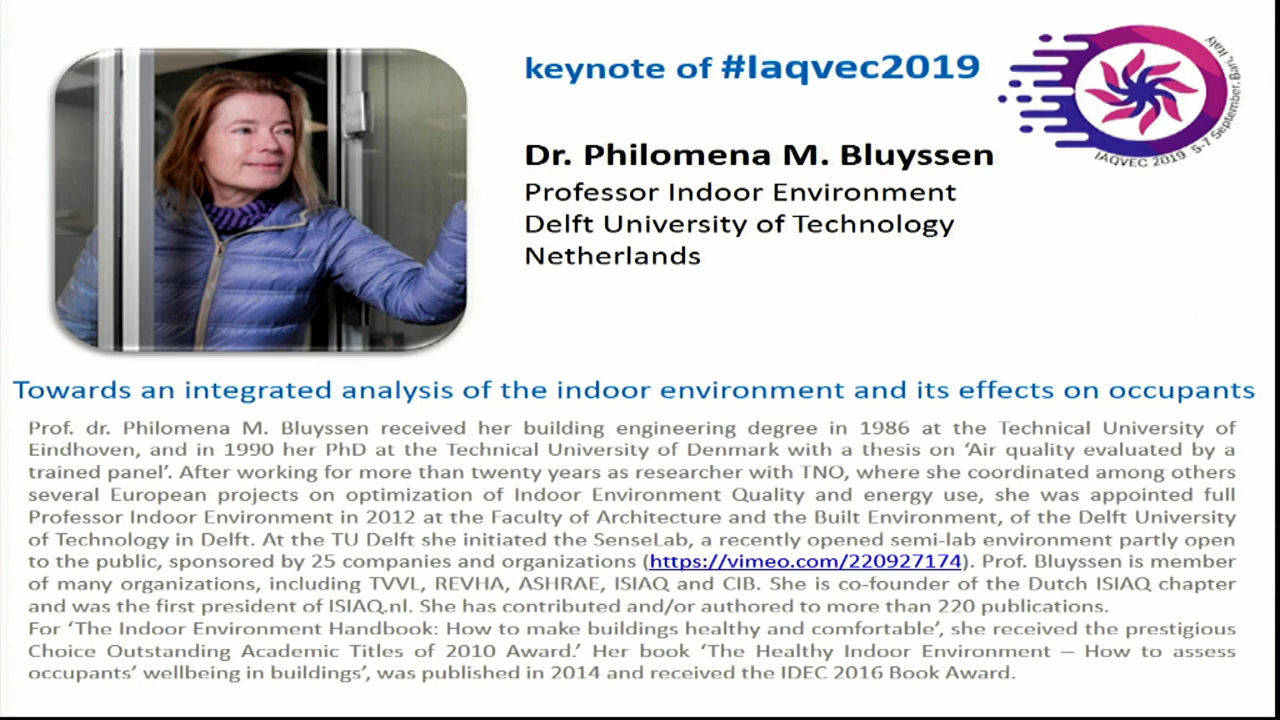 keynote of #Iaqvec2019
IAQVEC 2019 5-7 September, Bari, Italy
Dr. Philomena M. Bluyssen
Professor Indoor Environment
Delft University of Technology
Netherlands
Towards an integrated analysis of the indoor environment and its effects on occupants
Prof. dr. Philomena M. Bluyssen received her building engineering degree in 1986 at the Technical University of
Eindhoven, and in 1990 her PhD at the Technical University of Denmark with a thesis on ‘Air quality evaluated by a
trained panel’. After working for more than twenty years as researcher with TNO, where she coordinated among others
several European projects on optimization of Indoor Environment Quality and energy use, she was appointed full
Professor Indoor Environment in 2012 at the Faculty of Architecture and the Built Environment, of the Delft University
of Technology in Delft. At the TU Delft she initiated the SenseLab, a recently opened semi-lab environment partly open
to the public, sponsored by 25 companies and organizations (https://vimeo.com/220927174). Prof. Bluyssen is member
of many organizations, including TVVL, REVHA, ASHRAE, ISIAQ and CIB. She is co-founder of the Dutch ISIAQ chapter
and was the first president of ISIAQ.nl. She has contributed and/or authored to more than 220 publications.
For ‘The Indoor Environment Handbook: How to make buildings healthy and comfortable’, she received the prestigious
Choice Outstanding Academic Titles of 2010 Award.’ Her book ‘The Healthy Indoor Environment – How to assess
occupants’ wellbeing in buildings’, was published in 2014 and received the IDEC 2016 Book Award.